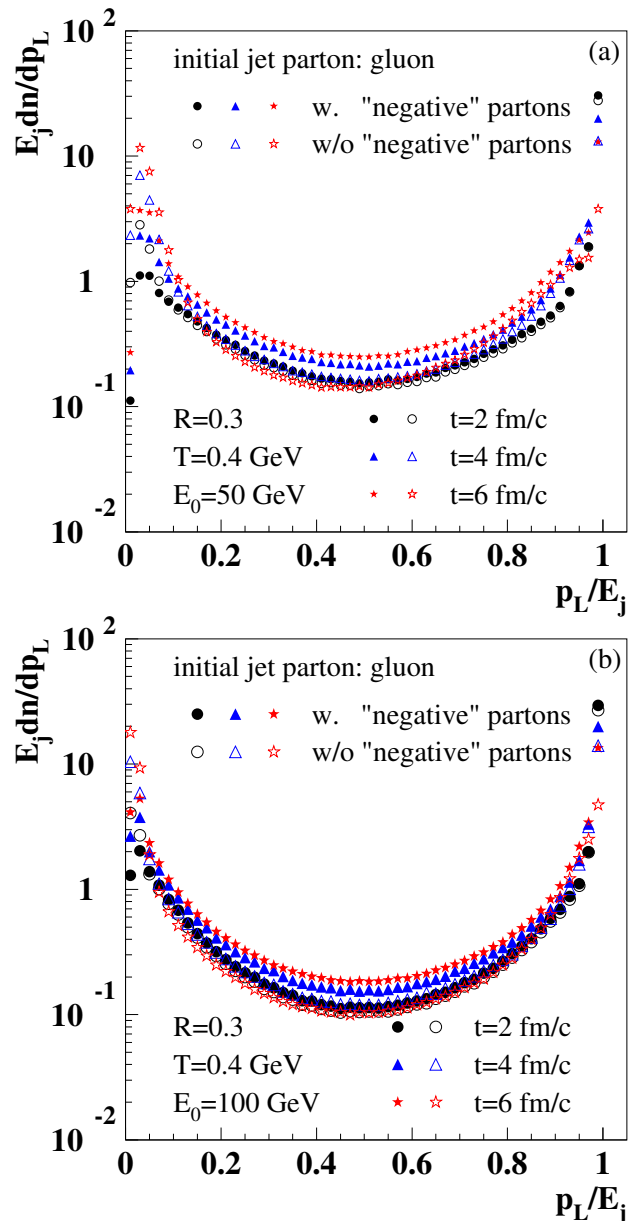 (a)
initial jet parton: gluon
w. "negative" partons
w/o "negative" partons
E_j dn/dp_L
10^2
10
1
10^-1
10^-2
R=0.3
t=2 fm/c
T=0.4 GeV
t=4 fm/c
E_0=50 GeV
t=6 fm/c
0 0.2 0.4 0.6 0.8 1
p_L/E_j
(b)
initial jet parton: gluon
w. "negative" partons
w/o "negative" partons
E_j dn/dp_L
10^2
10
1
10^-1
10^-2
R=0.3
t=2 fm/c
T=0.4 GeV
t=4 fm/c
E_0=100 GeV
t=6 fm/c
0 0.2 0.4 0.6 0.8 1
p_L/E_j